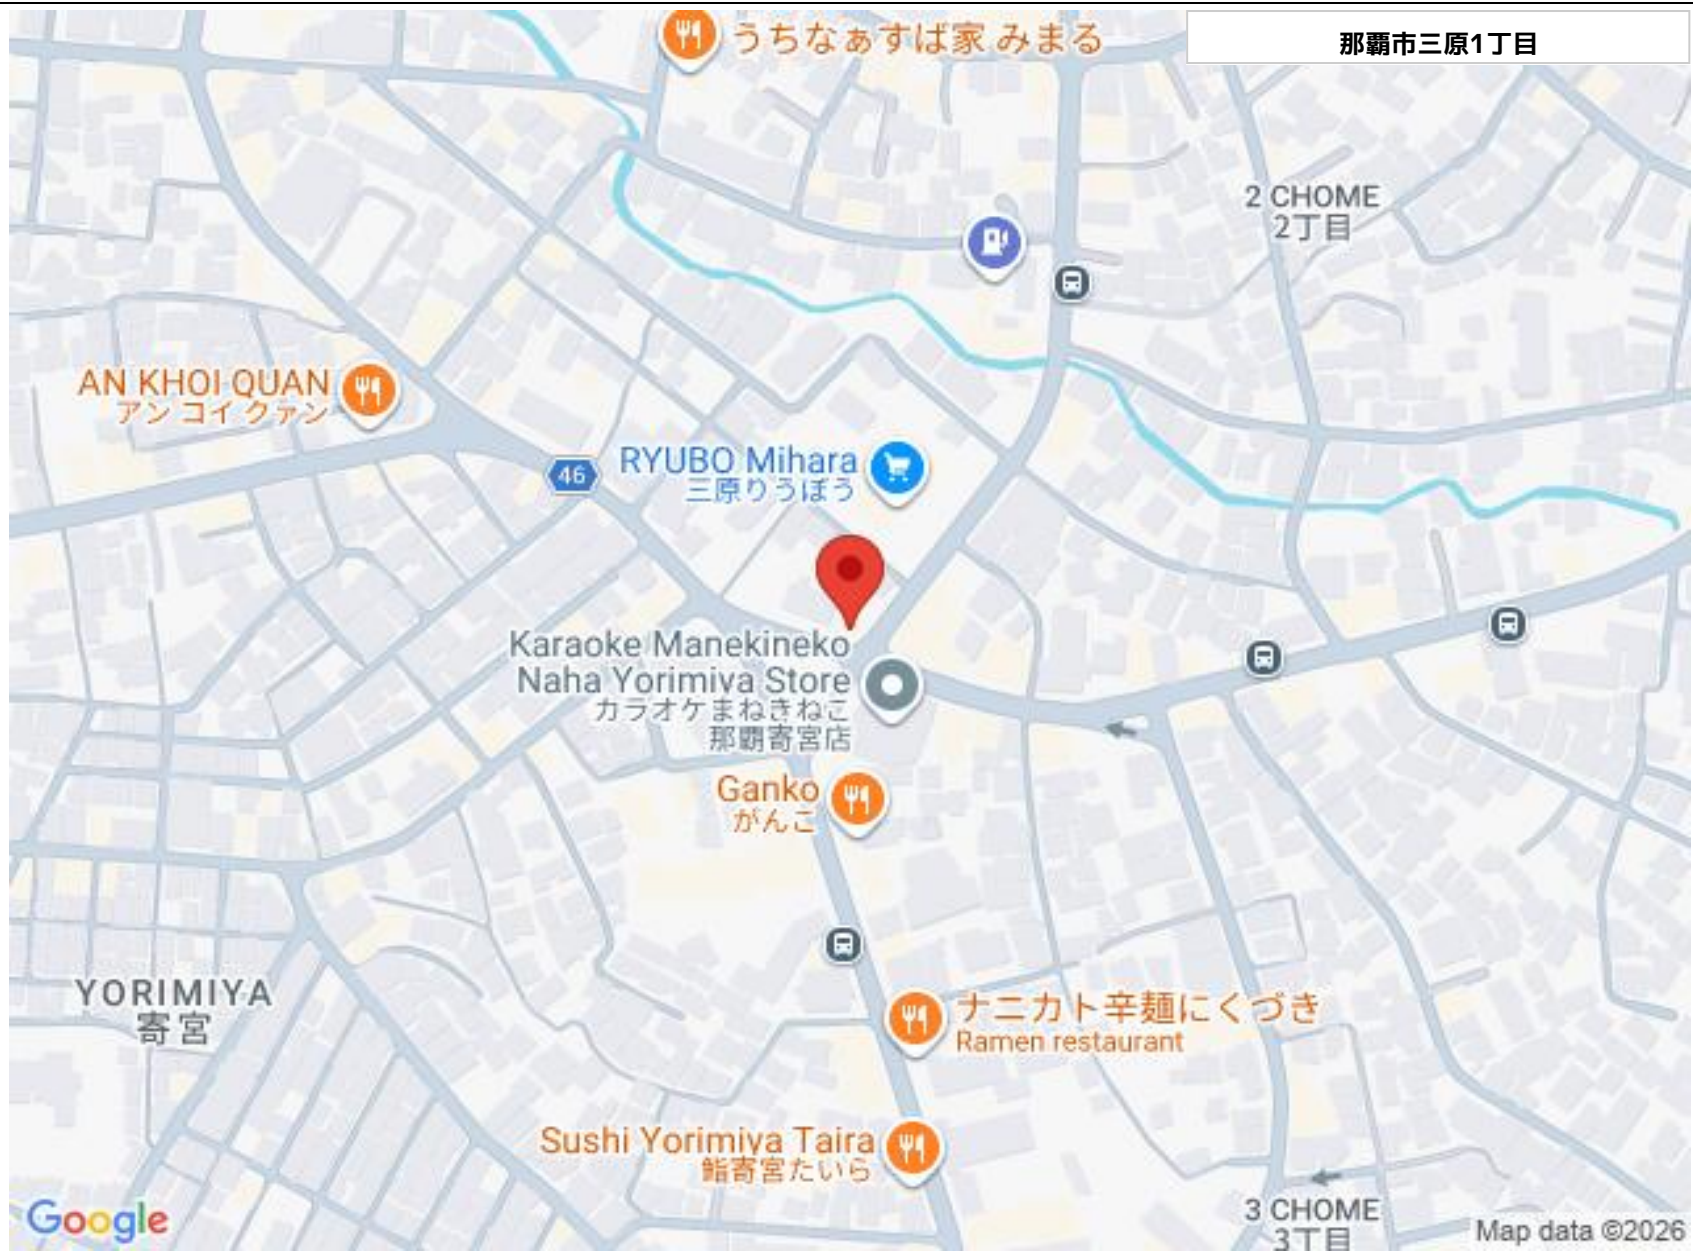 うちなぁすば家 みまる
那覇市三原1丁目
2 CHOME
2丁目
AN KHOI QUAN
アン コイ クァン
46
RYUBO Mihara
三原りうぼう
Karaoke Manekineko
Naha Yorimiya Store
カラオケまねきねこ
那覇寄宮店
Ganko
がんこ
YORIMIYA
寄宮
ナニカト辛麺にくづき
Ramen restaurant
Sushi Yorimiya Taira
鮨寄宮たいら
3 CHOME
3丁目
Google
Map data ©2026